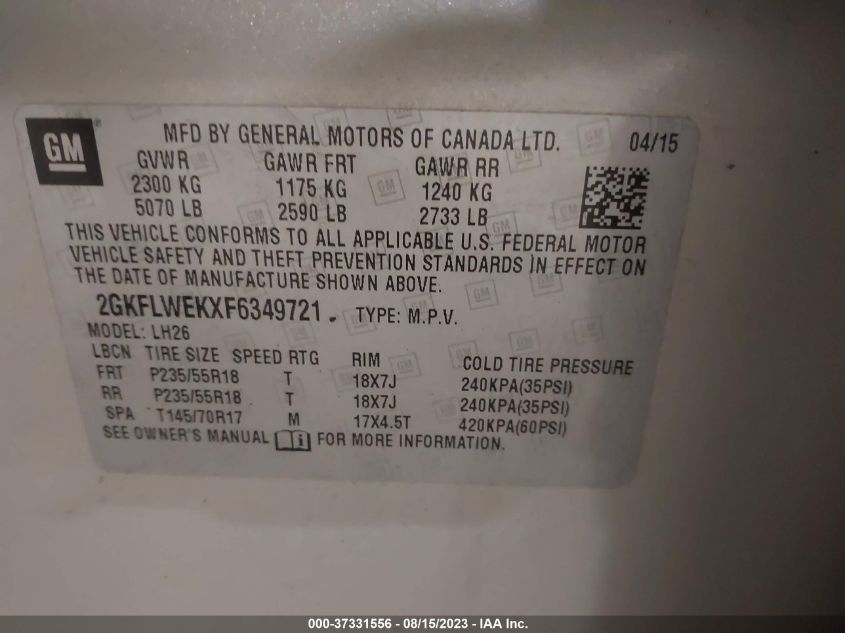 GM
MFD BY GENERAL MOTORS OF CANADA LTD. 04/15
GVWR GAWR FRT GAWR RR
2300 KG 1175 KG 1240 KG
5070 LB 2590 LB 2733 LB
THIS VEHICLE CONFORMS TO ALL APPLICABLE U.S. FEDERAL MOTOR
VEHICLE SAFETY AND THEFT PREVENTION STANDARDS IN EFFECT ON
THE DATE OF MANUFACTURE SHOWN ABOVE.
2GKFLWEKXF6349721 . TYPE: M.P.V.
MODEL: LH26
LBCN TIRE SIZE SPEED RTG RIM COLD TIRE PRESSURE
FRT P235/55R18 T 18X7J 240KPA(35PSI)
RR P235/55R18 T 18X7J 240KPA(35PSI)
SPA T145/70R17 M 17X4.5T 420KPA(60PSI)
SEE OWNER'S MANUAL FOR MORE INFORMATION.
000-37331556 - 08/15/2023 - IAA Inc.